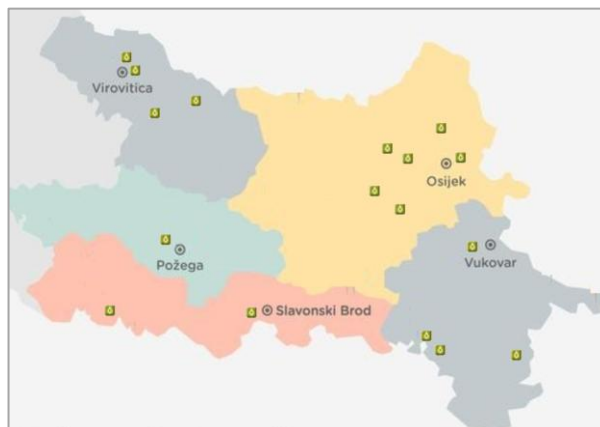 Virovitica
Osijek
Vukovar
Požega
Slavonski Brod